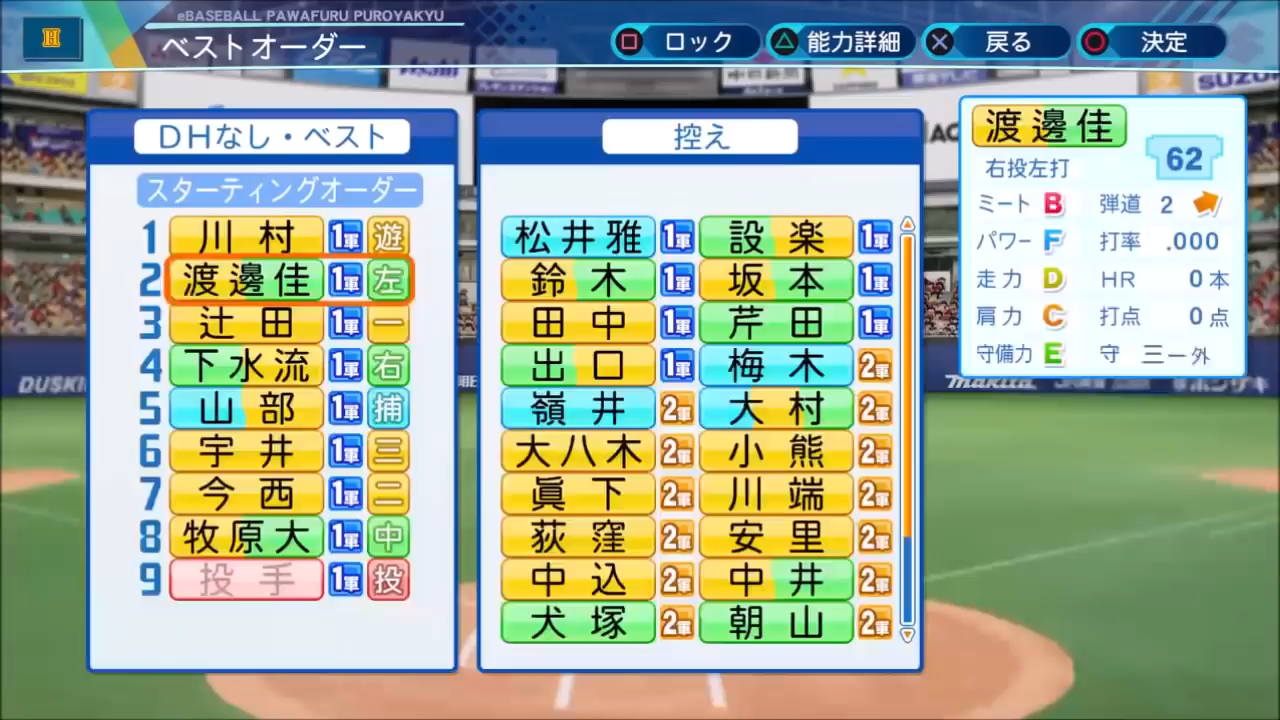 eBASEBALL PAWAFURU PUROYAKYU
ベストオーダー
ロック 能力詳細 戻る 決定
DHなし・ベスト
スターティングオーダー
1 川村 1軍 遊
2 渡邊佳 1軍 左
3 辻田 1軍 一
4 下水流 1軍 右
5 山部 1軍 捕
6 宇井 1軍 三
7 今西 1軍 二
8 牧原大 1軍 中
9 投手 1軍 投
控え
松井雅 1軍 設楽 1軍
鈴木 1軍 坂本 1軍
田中 1軍 芹田 1軍
出口 1軍 梅木 2軍
嶺井 2軍 大村 2軍
大八木 2軍 小熊 2軍
眞下 2軍 川端 2軍
荻窪 2軍 安里 2軍
中込 2軍 中井 2軍
犬塚 2軍 朝山 2軍
渡邊佳
右投左打 62
ミート B 弾道 2
パワー F 打率 .000
走力 D HR 0本
肩力 C 打点 0点
守備力 E 守 三一外
Asahi
SUZU
DUSKI
makita